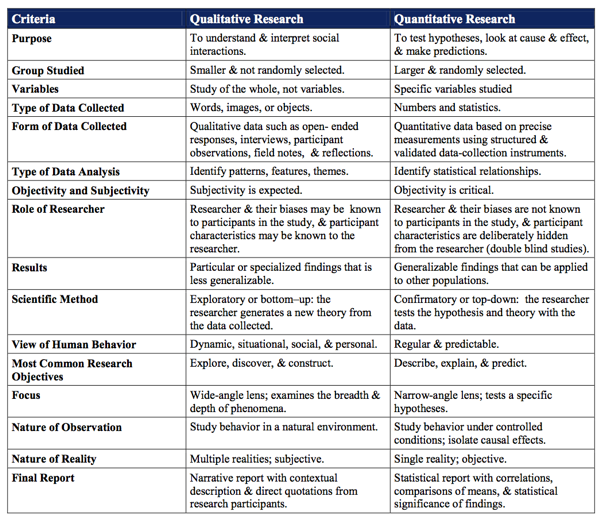 Criteria Qualitative Research Quantitative Research
Purpose To understand & interpret social To test hypotheses, look at cause & effect,
interactions. & make predictions.
Group Studied Smaller & not randomly selected. Larger & randomly selected.
Variables Study of the whole, not variables. Specific variables studied
Type of Data Collected Words, images, or objects. Numbers and statistics.
Form of Data Collected Qualitative data such as open- ended Quantitative data based on precise
responses, interviews, participant measurements using structured &
observations, field notes, & reflections. validated data-collection instruments.
Type of Data Analysis Identify patterns, features, themes. Identify statistical relationships.
Objectivity and Subjectivity Subjectivity is expected. Objectivity is critical.
Role of Researcher Researcher & their biases may be known Researcher & their biases are not known
to participants in the study, & participant to participants in the study, & participant
characteristics may be known to the characteristics are deliberately hidden
researcher. from the researcher (double blind studies).
Results Particular or specialized findings that is Generalizable findings that can be applied
less generalizable. to other populations.
Scientific Method Exploratory or bottom–up: the Confirmatory or top-down: the researcher
researcher generates a new theory from tests the hypothesis and theory with the
the data collected. data.
View of Human Behavior Dynamic, situational, social, & personal. Regular & predictable.
Most Common Research Explore, discover, & construct. Describe, explain, & predict.
Objectives
Focus Wide-angle lens; examines the breadth & Narrow-angle lens; tests a specific
depth of phenomena. hypotheses.
Nature of Observation Study behavior in a natural environment. Study behavior under controlled
conditions; isolate causal effects.
Nature of Reality Multiple realities; subjective. Single reality; objective.
Final Report Narrative report with contextual Statistical report with correlations,
description & direct quotations from comparisons of means, & statistical
research participants. significance of findings.